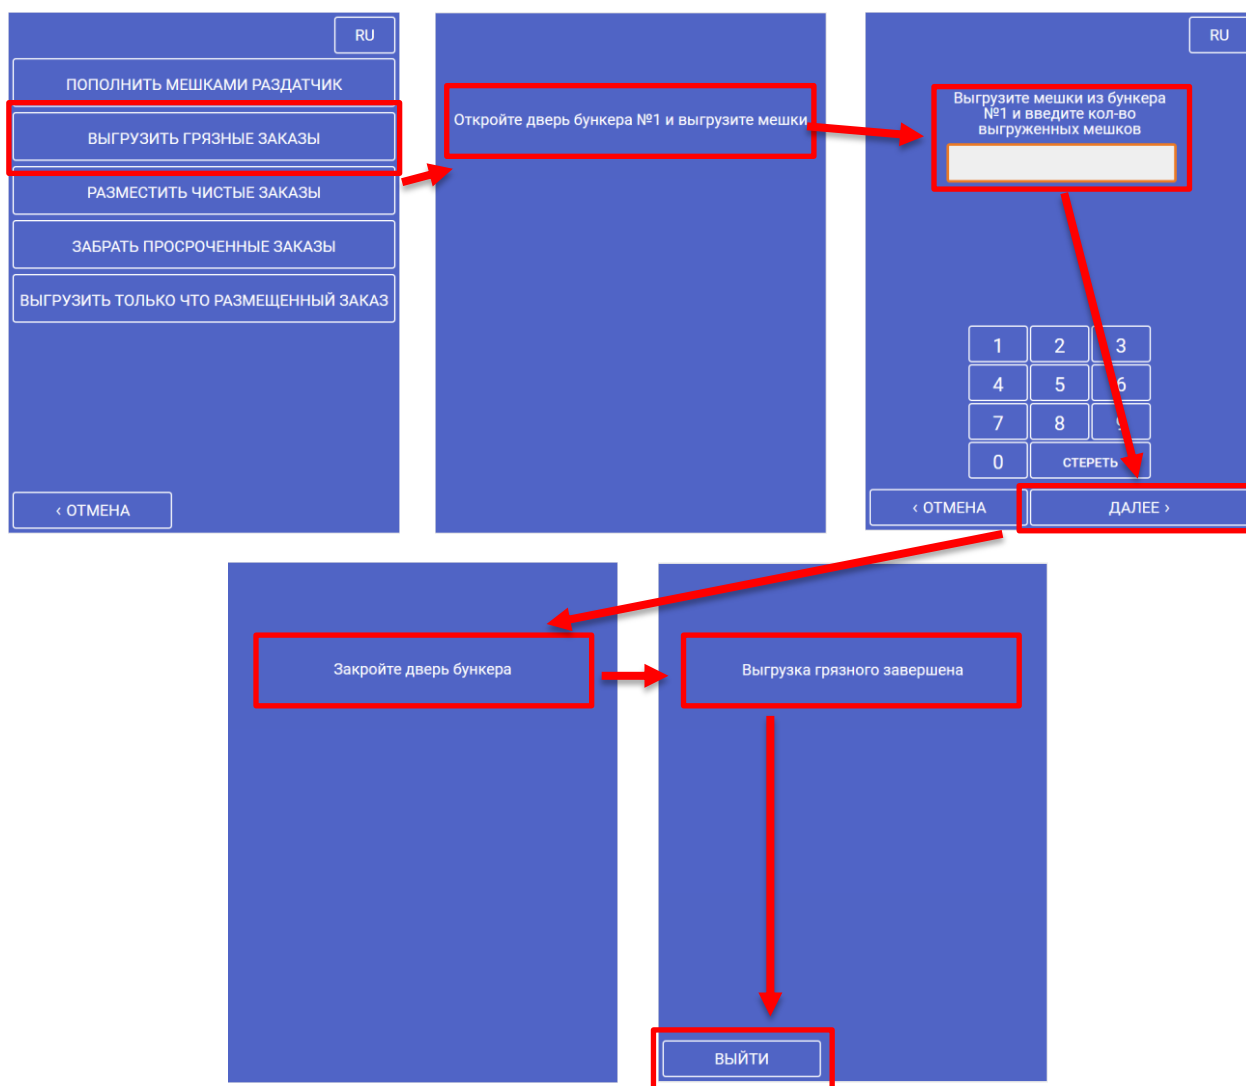 RU
ПОПОЛНИТЬ МЕШКАМИ РАЗДАТЧИК
ВЫГРУЗИТЬ ГРЯЗНЫЕ ЗАКАЗЫ
РАЗМЕСТИТЬ ЧИСТЫЕ ЗАКАЗЫ
ЗАБРАТЬ ПРОСРОЧЕННЫЕ ЗАКАЗЫ
ВЫГРУЗИТЬ ТОЛЬКО ЧТО РАЗМЕЩЕННЫЙ ЗАКАЗ
‹ ОТМЕНА
Откройте дверь бункера №1 и выгрузите мешки
RU
Выгрузите мешки из бункера
№1 и введите кол-во
выгруженных мешков
1 2 3
4 5 6
7 8 9
0 СТЕРЕТЬ
‹ ОТМЕНА ДАЛЕЕ ›
Закройте дверь бункера
Выгрузка грязного завершена
ВЫЙТИ